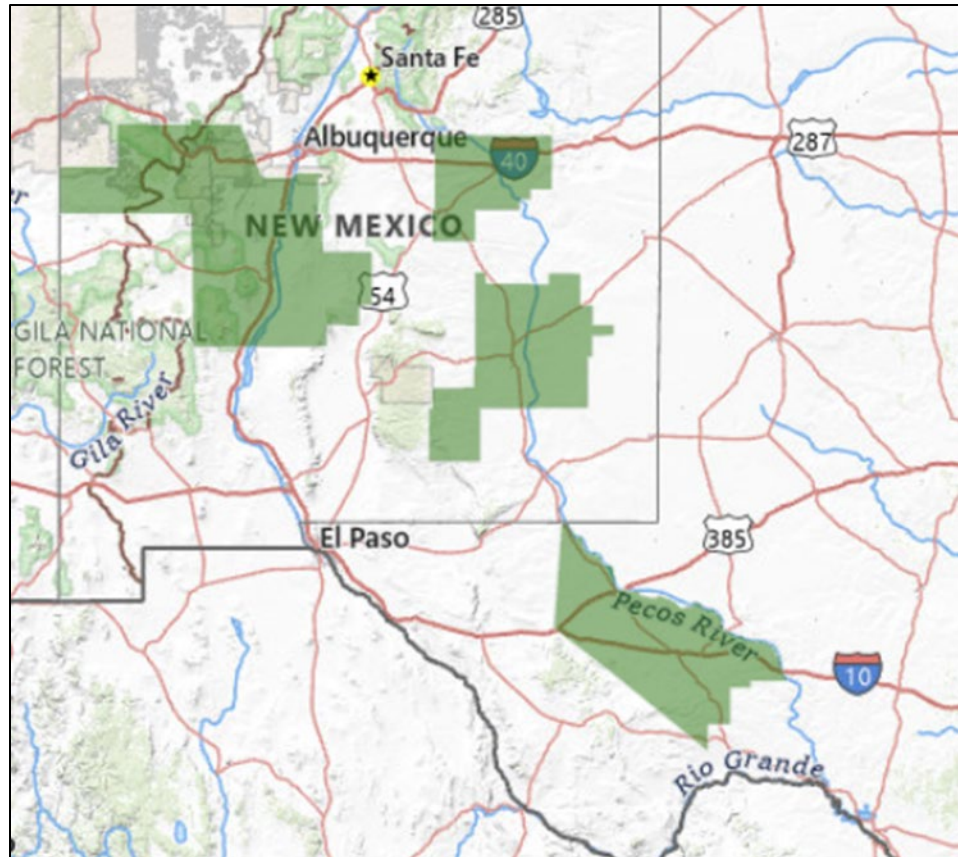 285
Santa Fe
Albuquerque
40
287
r
NEW MEXICO
54
GILA NATIONAL
FOREST
Gila River
El Paso
385
Pecos River
10
Rio Grande